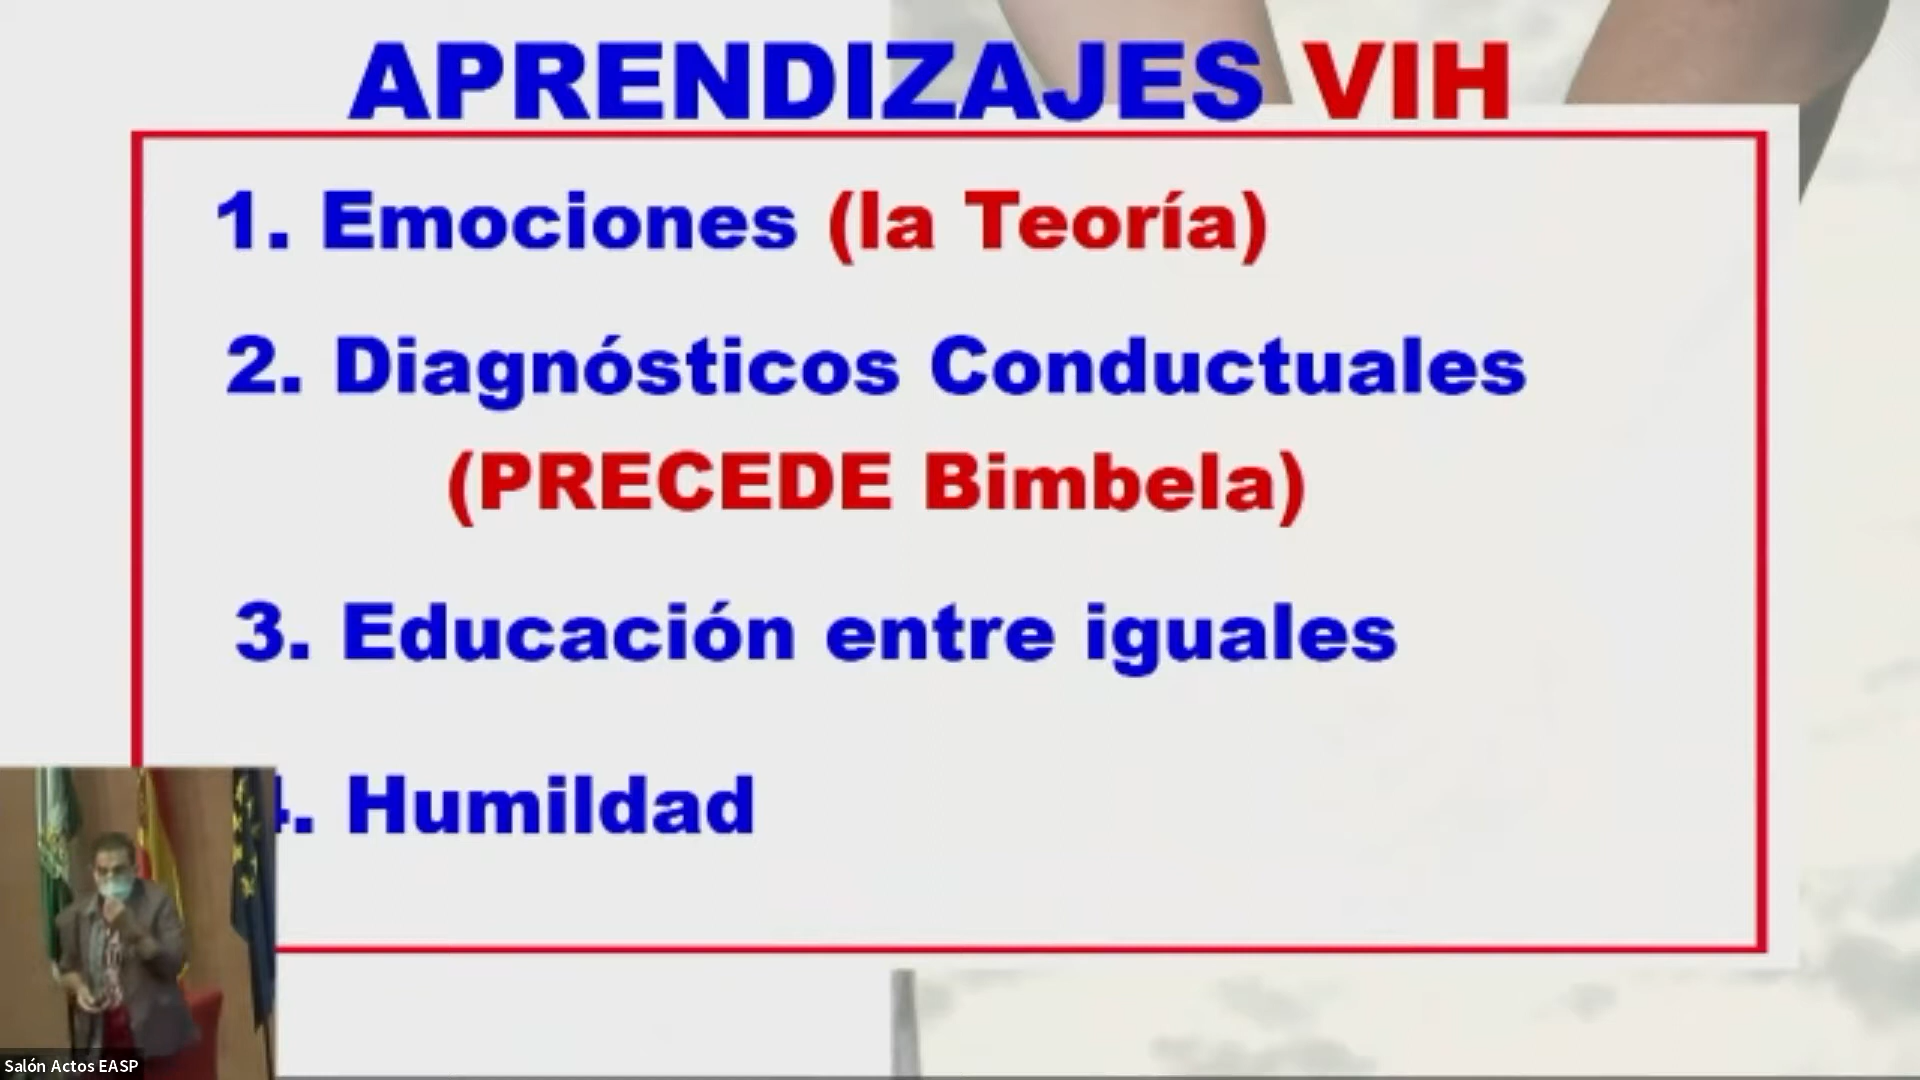 APRENDIZAJES VIH
1. Emociones (la Teoría)
2. Diagnósticos Conductuales
(PRECEDE Bimbela)
3. Educación entre iguales
4. Humildad
Salón Actos EASP